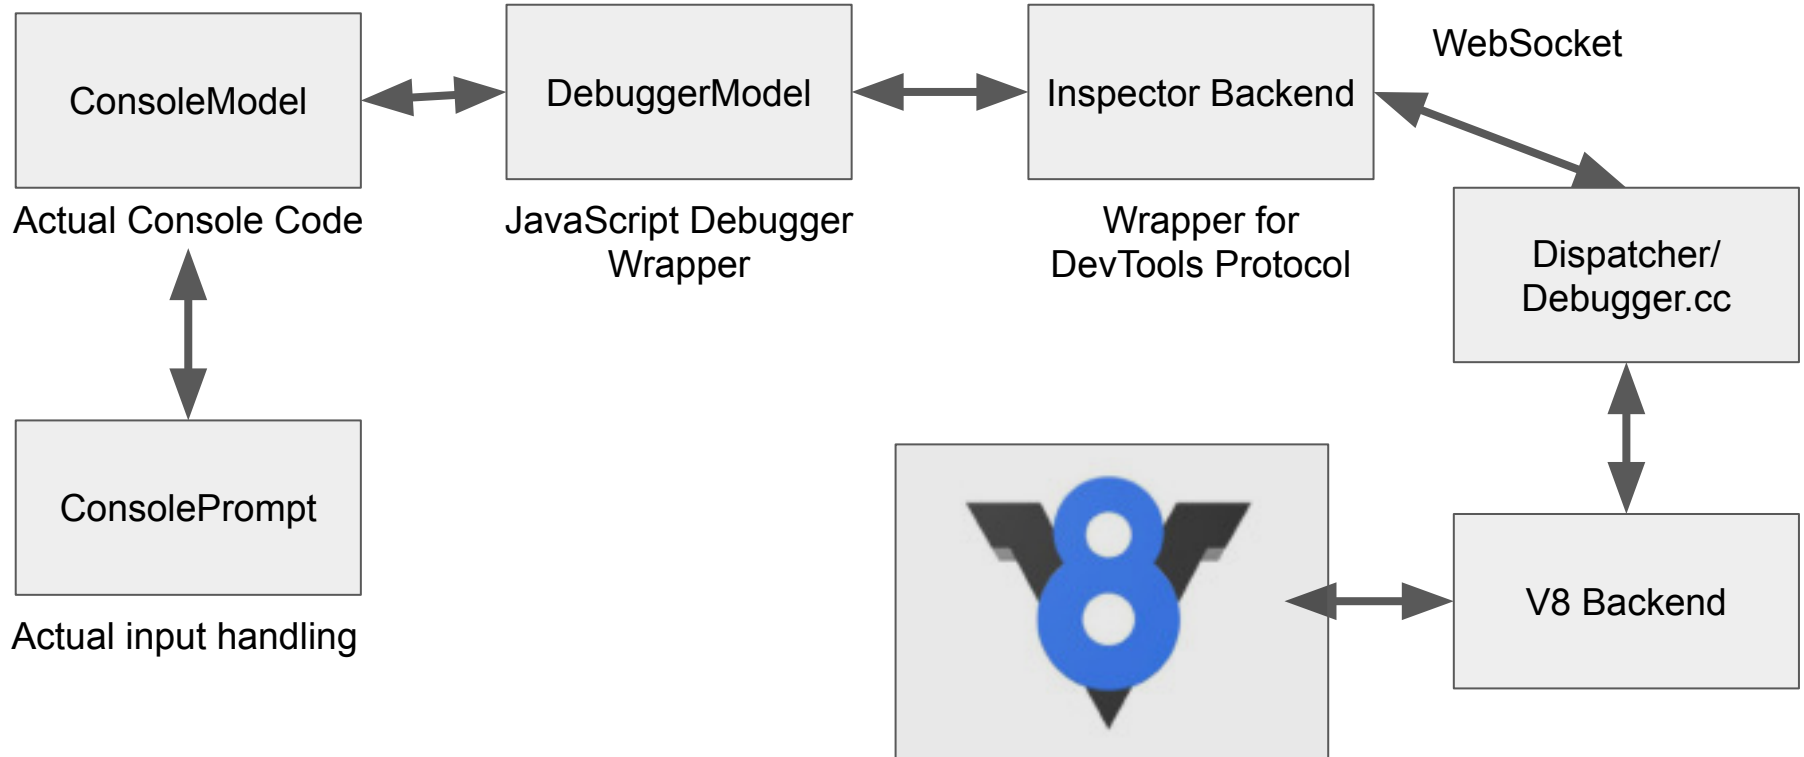 ConsoleModel
Actual Console Code
DebuggerModel
JavaScript Debugger
Wrapper
Inspector Backend
Wrapper for
DevTools Protocol
WebSocket
Dispatcher/
Debugger.cc
ConsolePrompt
Actual input handling
V8
V8 Backend